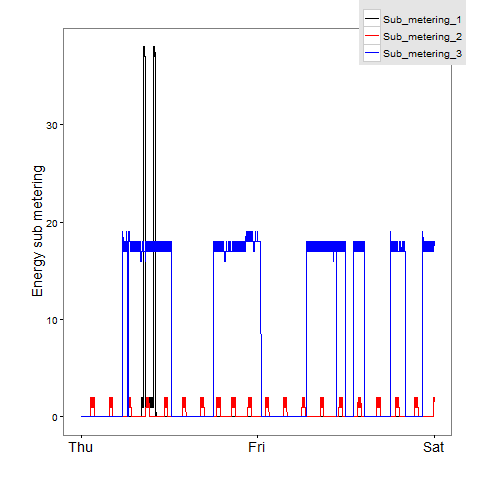 Sub_metering_1
Sub_metering_2
Sub_metering_3
Energy sub metering
30
20
10
0
Thu Fri Sat